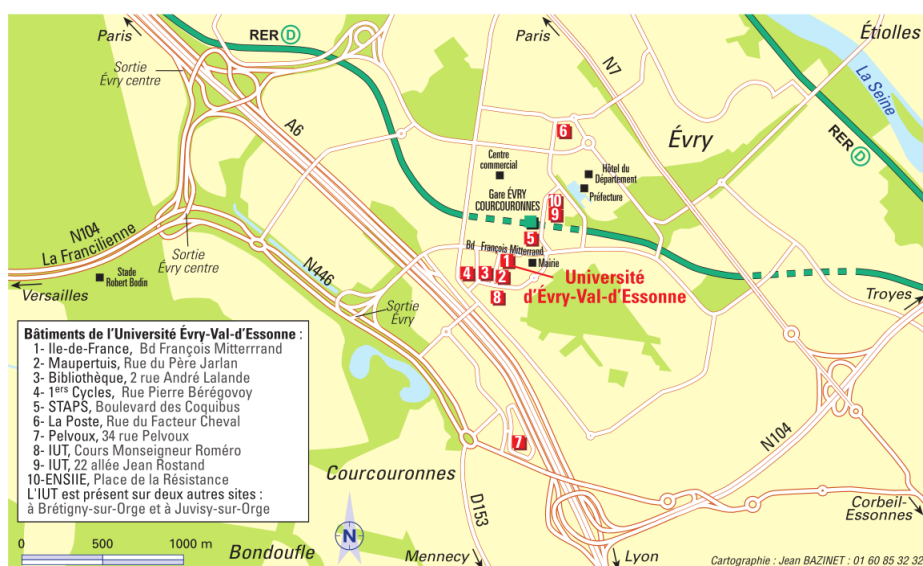 Paris
RER D
Paris
Étiolles
Sortie
Évry centre
La Seine
A6
N7
6
Évry
RER D
Centre
commercial
Hôtel du
Département
Préfecture
Gare ÉVRY
COURCOURONNES
10
9
5
N104
La Francilienne
Sortie
Évry centre
Bd François-Mitterrand
1
Mairie
4
3
2
8
Université
d'Évry-Val-d'Essonne
Stade
Robert Bodin
Versailles
N446
Sortie
Évry
Troyes
Bâtiments de l'Université Évry-Val-d'Essonne :
1- Ile-de-France, Bd François Mitterrrand
2- Maupertuis, Rue du Père Jarlan
3- Bibliothèque, 2 rue André Lalande
4- 1ers Cycles, Rue Pierre Bérégovoy
5- STAPS, Boulevard des Coquibus
6- La Poste, Rue du Facteur Cheval
7- Pelvoux, 34 rue Pelvoux
8- IUT, Cours Monseigneur Roméro
9- IUT, 22 allée Jean Rostand
10-ENSIIE, Place de la Résistance
L'IUT est présent sur deux autres sites :
à Brétigny-sur-Orge et à Juvisy-sur-Orge
7
N104
Courcouronnes
D153
Corbeil-
Essonnes
N
0 500 1000 m
Bondoufle
Mennecy
Lyon
Cartographie : Jean BAZINET : 01 60 85 32 32